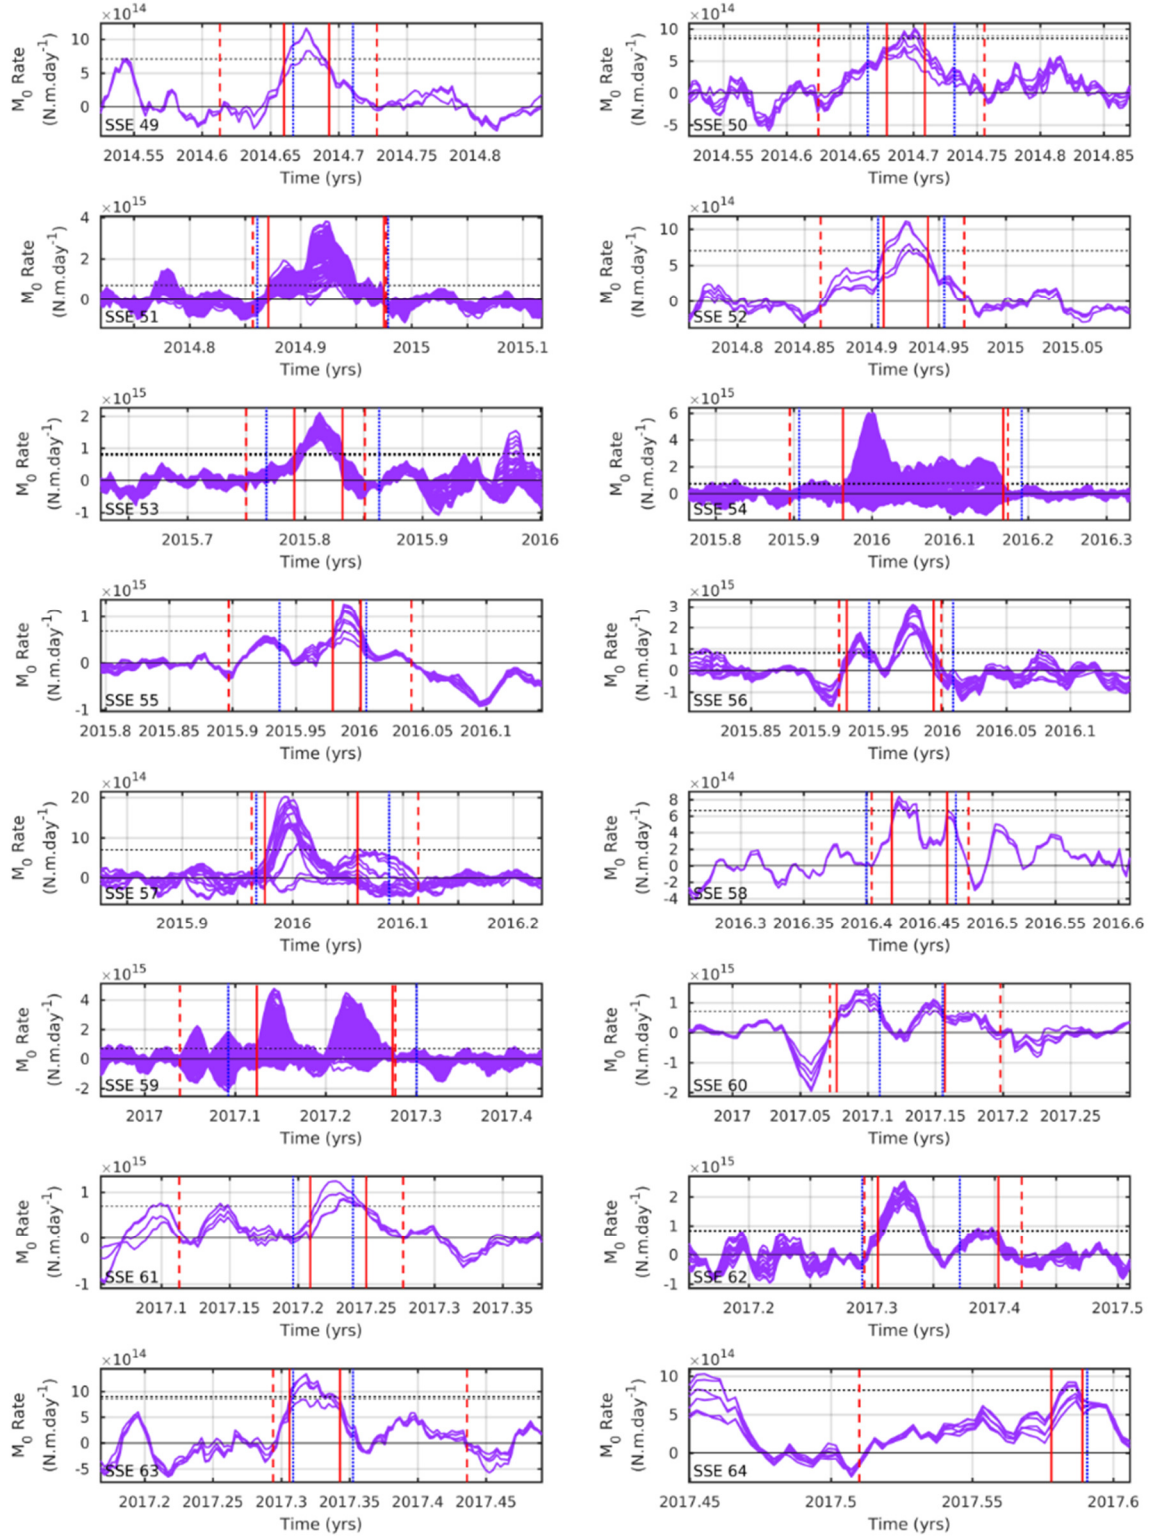 ×10^14
M_0 Rate
(N.m.day^-1)
10
5
0
SSE 49
2014.55 2014.6 2014.65 2014.7 2014.75 2014.8
Time (yrs)
×10^14
M_0 Rate
(N.m.day^-1)
10
5
0
-5
SSE 50
2014.55 2014.6 2014.65 2014.7 2014.75 2014.8 2014.85
Time (yrs)
×10^15
M_0 Rate
(N.m.day^-1)
4
2
0
SSE 51
2014.8 2014.9 2015 2015.1
Time (yrs)
×10^14
M_0 Rate
(N.m.day^-1)
10
5
0
SSE 52
2014.8 2014.85 2014.9 2014.95 2015 2015.05
Time (yrs)
×10^15
M_0 Rate
(N.m.day^-1)
2
1
0
-1
SSE 53
2015.7 2015.8 2015.9 2016
Time (yrs)
×10^15
M_0 Rate
(N.m.day^-1)
6
4
2
0
SSE 54
2015.8 2015.9 2016 2016.1 2016.2 2016.3
Time (yrs)
×10^15
M_0 Rate
(N.m.day^-1)
1
0
-1
SSE 55
2015.8 2015.85 2015.9 2015.95 2016 2016.05 2016.1
Time (yrs)
×10^15
M_0 Rate
(N.m.day^-1)
3
2
1
0
-1
SSE 56
2015.85 2015.9 2015.95 2016 2016.05 2016.1
Time (yrs)
×10^14
M_0 Rate
(N.m.day^-1)
20
10
0
SSE 57
2015.9 2016 2016.1 2016.2
Time (yrs)
×10^14
M_0 Rate
(N.m.day^-1)
8
6
4
2
0
-2
-4
SSE 58
2016.3 2016.35 2016.4 2016.45 2016.5 2016.55 2016.6
Time (yrs)
×10^15
M_0 Rate
(N.m.day^-1)
4
2
0
-2
SSE 59
2017 2017.1 2017.2 2017.3 2017.4
Time (yrs)
×10^15
M_0 Rate
(N.m.day^-1)
1
0
-1
-2
SSE 60
2017 2017.05 2017.1 2017.15 2017.2 2017.25
Time (yrs)
×10^15
M_0 Rate
(N.m.day^-1)
1
0
-1
SSE 61
2017.1 2017.15 2017.2 2017.25 2017.3 2017.35
Time (yrs)
×10^15
M_0 Rate
(N.m.day^-1)
2
1
0
-1
SSE 62
2017.2 2017.3 2017.4 2017.5
Time (yrs)
×10^14
M_0 Rate
(N.m.day^-1)
10
5
0
-5
SSE 63
2017.2 2017.25 2017.3 2017.35 2017.4 2017.45
Time (yrs)
×10^14
M_0 Rate
(N.m.day^-1)
10
5
0
SSE 64
2017.45 2017.5 2017.55 2017.6
Time (yrs)